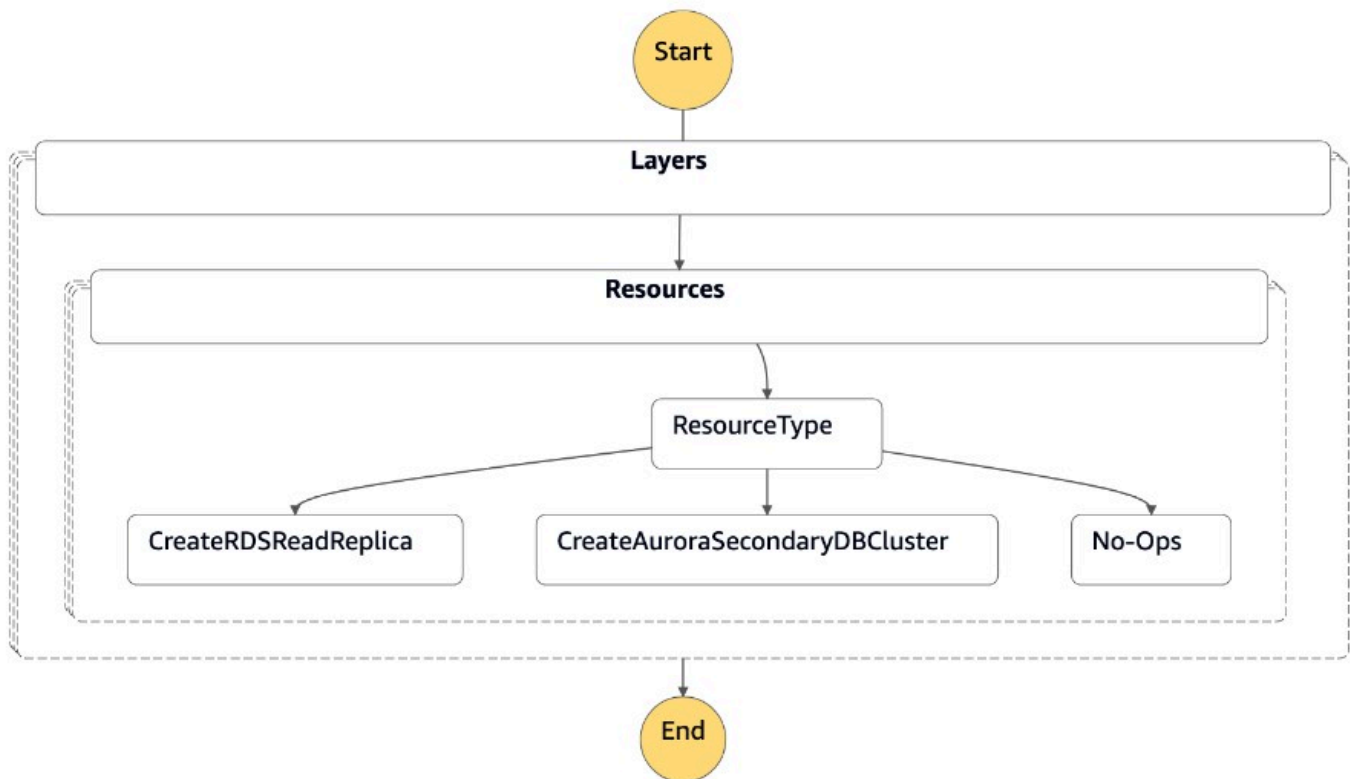 Start
Layers
Resources
ResourceType
CreateRDSReadReplica
CreateAuroraSecondaryDBCluster
No-Ops
End